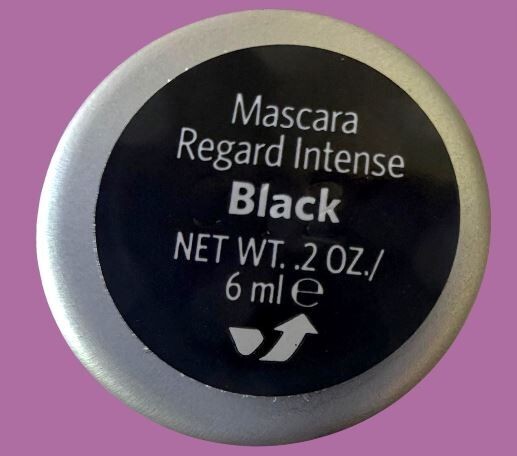 Mascara
Regard Intense
Black
NET WT. .2 OZ./
6 ml ℮